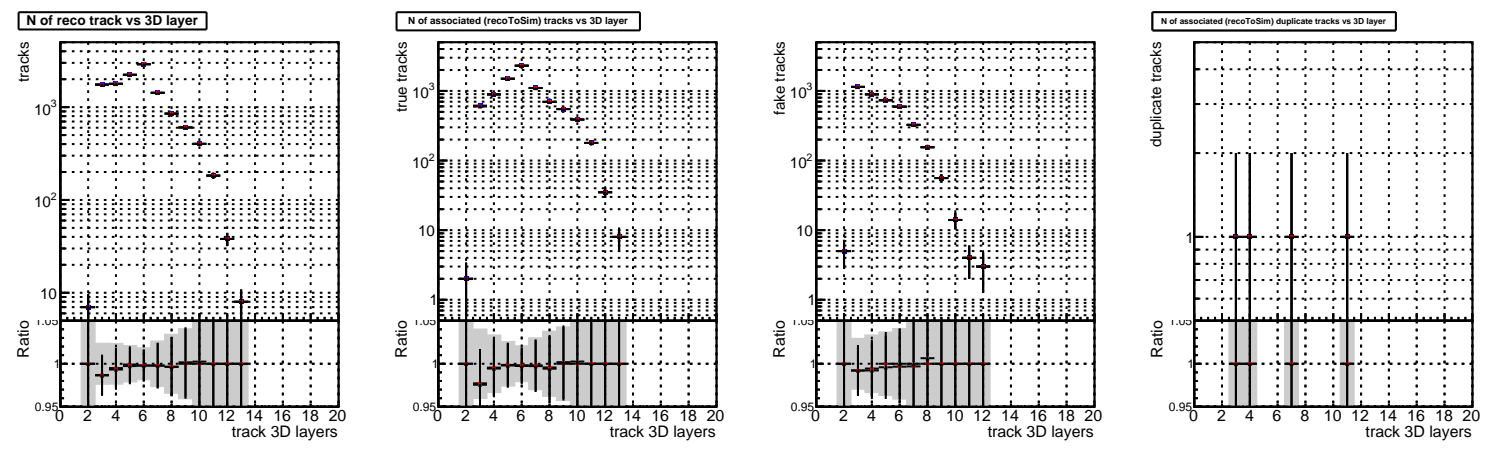 N of reco track vs 3D layer
tracks
10³
10²
10
Ratio
1.05
1
0.95
0 2 4 6 8 10 12 14 16 18 20
track 3D layers
N of associated (recoToSim) tracks vs 3D layer
true tracks
10³
10²
10
1
Ratio
1.05
1
0.95
0 2 4 6 8 10 12 14 16 18 20
track 3D layers
fake tracks
10³
10²
10
1
Ratio
1.05
1
0.95
0 2 4 6 8 10 12 14 16 18 20
track 3D layers
N of associated (recoToSim) duplicate tracks vs 3D layer
duplicate tracks
1
Ratio
1.05
1
0.95
0 2 4 6 8 10 12 14 16 18 20
track 3D layers